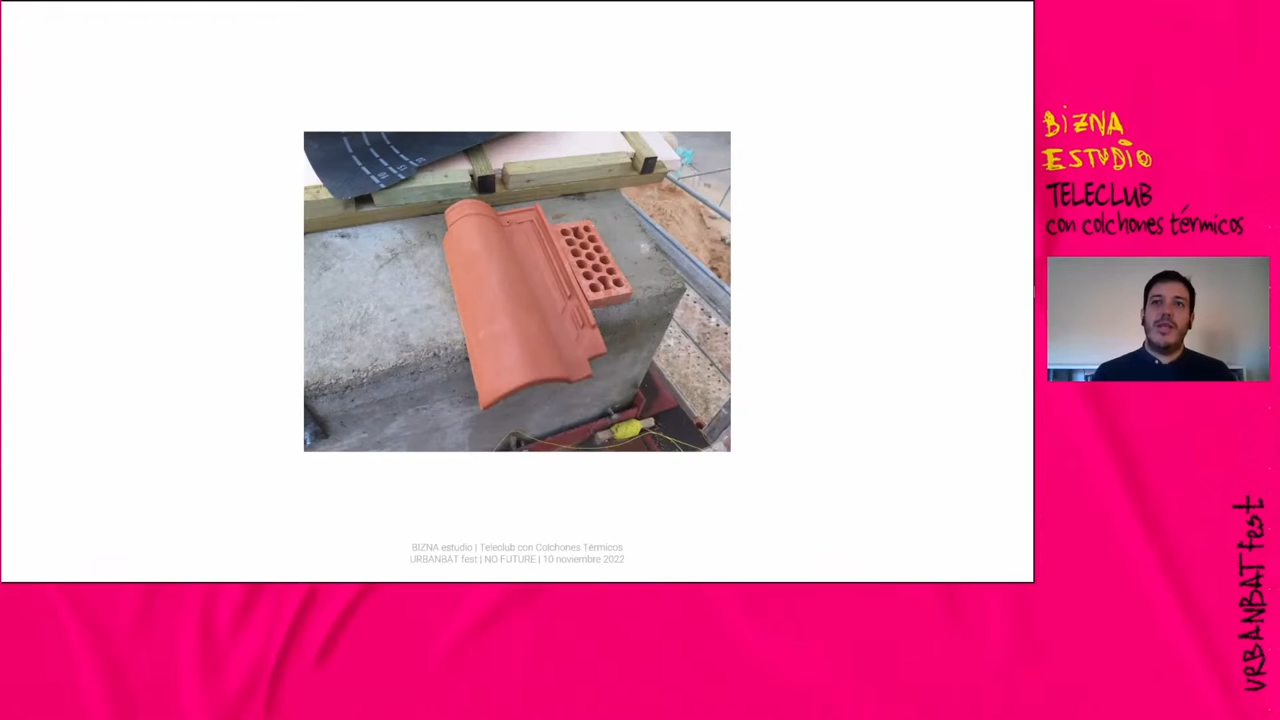 BIZNA
ESTUDIO
TELECLUB
con colchones térmicos
BIZNA estudio | Teleclub con Colchones Térmicos
URBANBAT fest | NO FUTURE | 10 noviembre 2022
URBANBAT fest